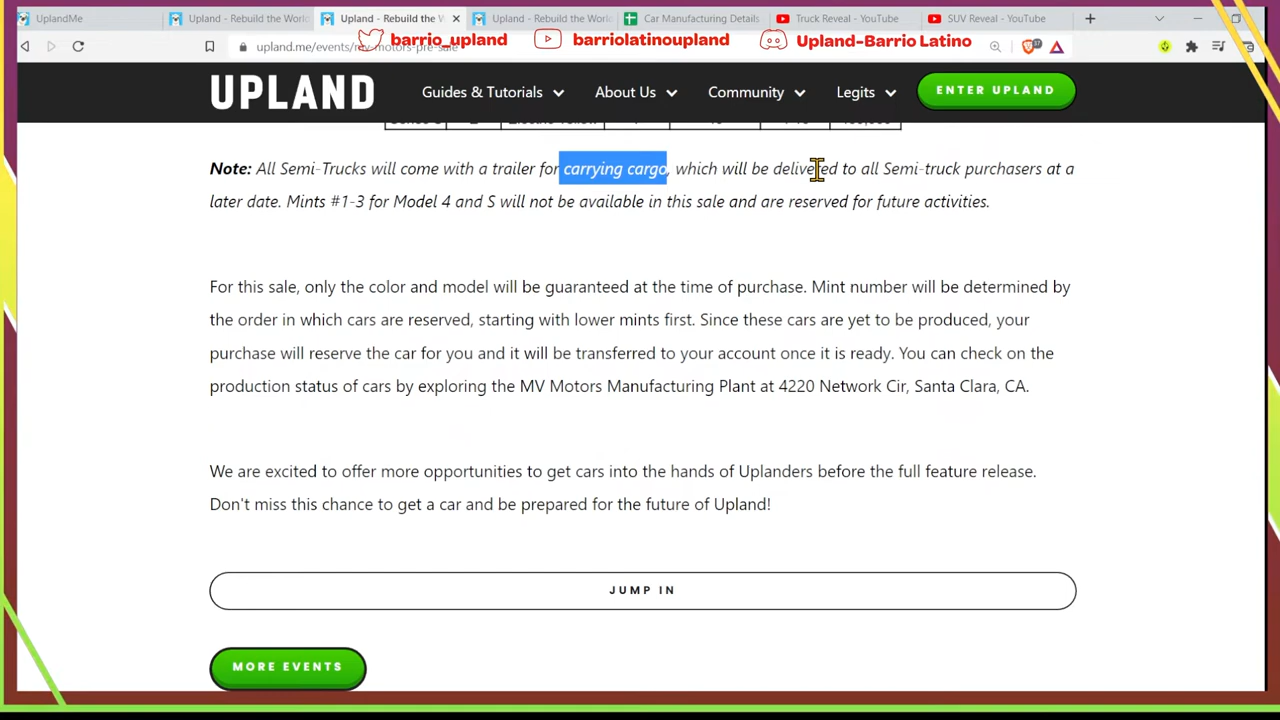 UplandMe
Upland - Rebuild the World
Upland - Rebuild the W
Upland - Rebuild the World
Car Manufacturing Details
Truck Reveal - YouTube
SUV Reveal - YouTube
upland.me/events/mv-motors-pre-sale
barrio_upland
barriolatinoupland
Upland-Barrio Latino
UPLAND
Guides & Tutorials
About Us
Community
Legits
ENTER UPLAND
Note: All Semi-Trucks will come with a trailer for carrying cargo, which will be delivered to all Semi-truck purchasers at a
later date. Mints #1-3 for Model 4 and S will not be available in this sale and are reserved for future activities.
For this sale, only the color and model will be guaranteed at the time of purchase. Mint number will be determined by
the order in which cars are reserved, starting with lower mints first. Since these cars are yet to be produced, your
purchase will reserve the car for you and it will be transferred to your account once it is ready. You can check on the
production status of cars by exploring the MV Motors Manufacturing Plant at 4220 Network Cir, Santa Clara, CA.
We are excited to offer more opportunities to get cars into the hands of Uplanders before the full feature release.
Don't miss this chance to get a car and be prepared for the future of Upland!
JUMP IN
MORE EVENTS